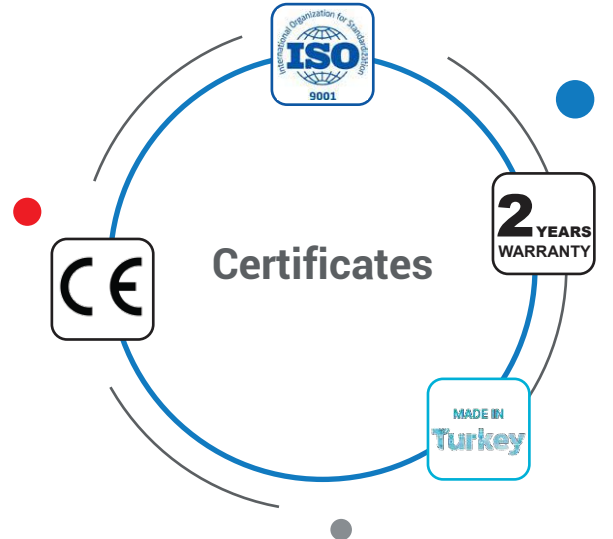 International Organization for Standardization
ISO
9001
2 YEARS
WARRANTY
CE
Certificates
MADE IN
Turkey